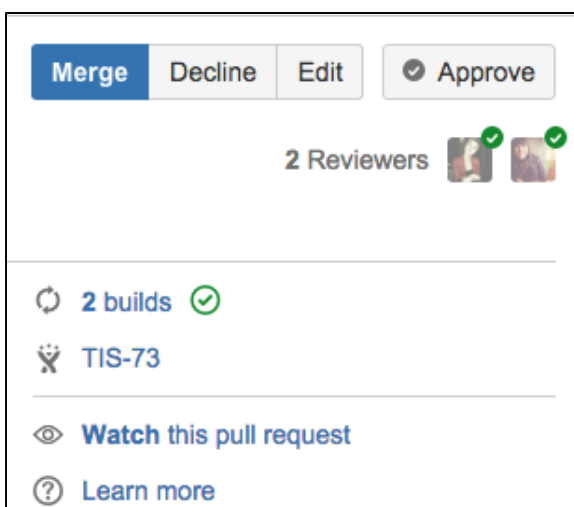 Merge Decline Edit Approve
2 Reviewers
2 builds
TIS-73
Watch this pull request
Learn more